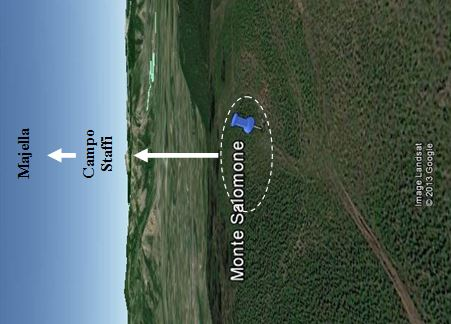 Majella
Campo
Staffi
Monte Salomone
Image Landsat
© 2013 Google